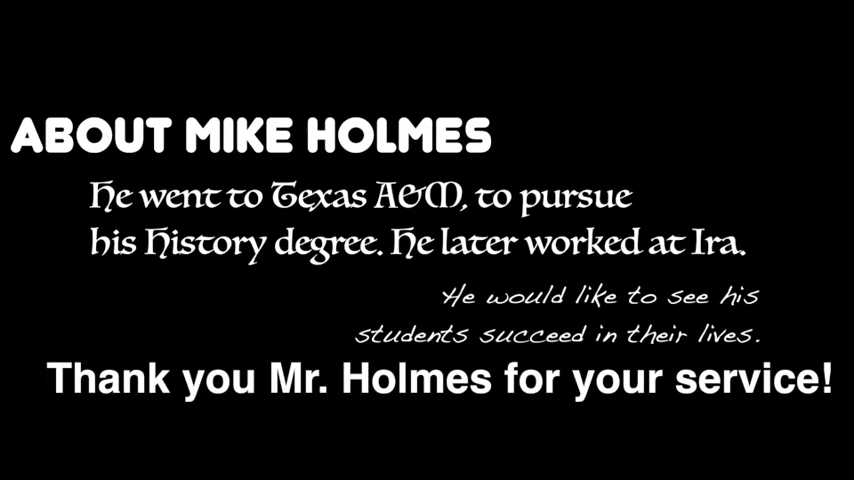 ABOUT MIKE HOLMES
He went to Texas A&M, to pursue
his History degree. He later worked at Ira.
He would like to see his
students succeed in their lives.
Thank you Mr. Holmes for your service!